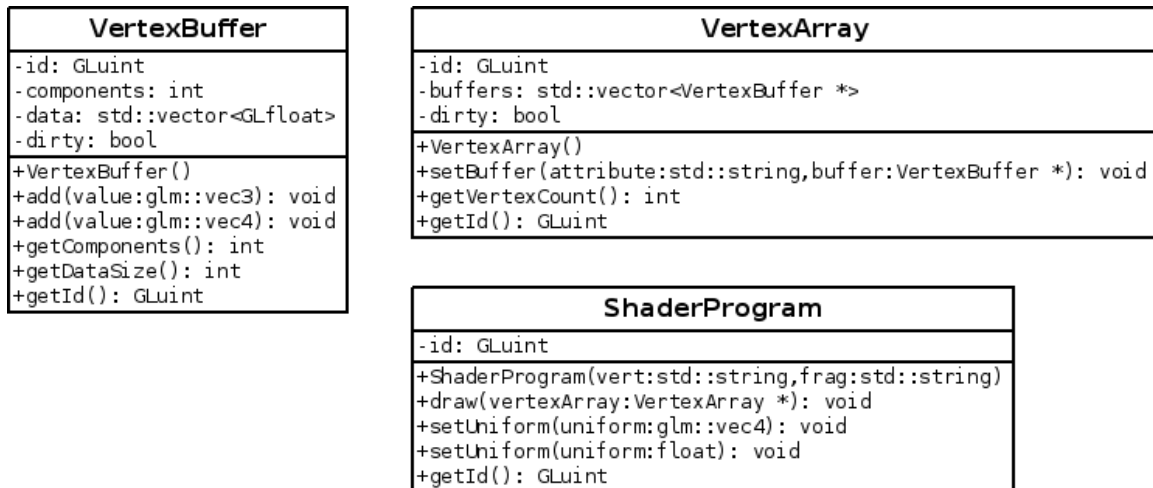 VertexBuffer
-id: GLuint
-components: int
-data: std::vector<GLfloat>
-dirty: bool
+VertexBuffer()
+add(value:glm::vec3): void
+add(value:glm::vec4): void
+getComponents(): int
+getDataSize(): int
+getId(): GLuint
VertexArray
-id: GLuint
-buffers: std::vector<VertexBuffer *>
-dirty: bool
+VertexArray()
+setBuffer(attribute:std::string,buffer:VertexBuffer *): void
+getVertexCount(): int
+getId(): GLuint
ShaderProgram
-id: GLuint
+ShaderProgram(vert:std::string,frag:std::string)
+draw(vertexArray:VertexArray *): void
+setUniform(uniform:glm::vec4): void
+setUniform(uniform:float): void
+getId(): GLuint